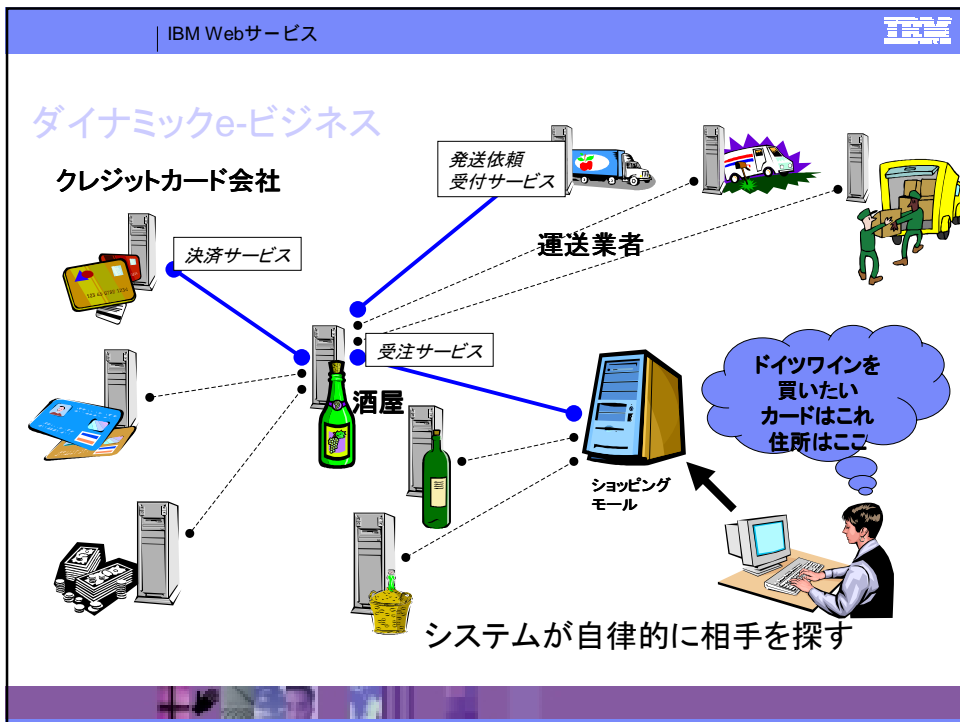 IBM Webサービス
IBM
ダイナミックe-ビジネス
クレジットカード会社
決済サービス
発送依頼
受付サービス
運送業者
受注サービス
酒屋
ショッピング
モール
ドイツワインを
買いたい
カードはこれ
住所はここ
システムが自律的に相手を探す